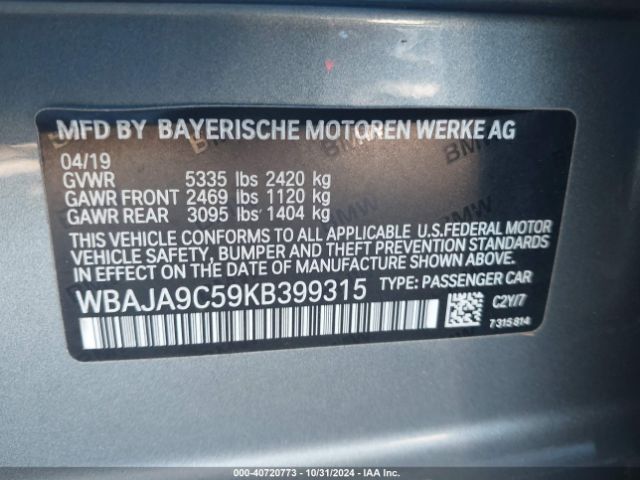 MFD BY BAYERISCHE MOTOREN WERKE AG
04/19
GVWR 5335 lbs 2420 kg
GAWR FRONT 2469 lbs 1120 kg
GAWR REAR 3095 lbs 1404 kg
THIS VEHICLE CONFORMS TO ALL APPLICABLE U.S.FEDERAL MOTOR
VEHICLE SAFETY, BUMPER AND THEFT PREVENTION STANDARDS
IN EFFECT ON THE DATE OF MANUFACTURE SHOWN ABOVE.
WBAJA9C59KB399315 TYPE: PASSENGER CAR
C2Y/7
7315814
000-40720773 - 10/31/2024 - IAA Inc.